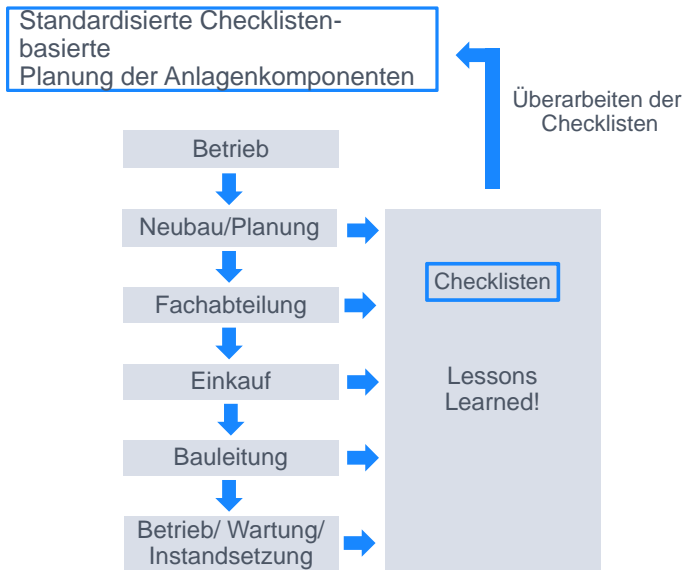 Standardisierte Checklisten-
basierte
Planung der Anlagenkomponenten
Überarbeiten der
Checklisten
Betrieb
Neubau/Planung
Fachabteilung
Einkauf
Bauleitung
Betrieb/ Wartung/
Instandsetzung
Checklisten
Lessons
Learned!